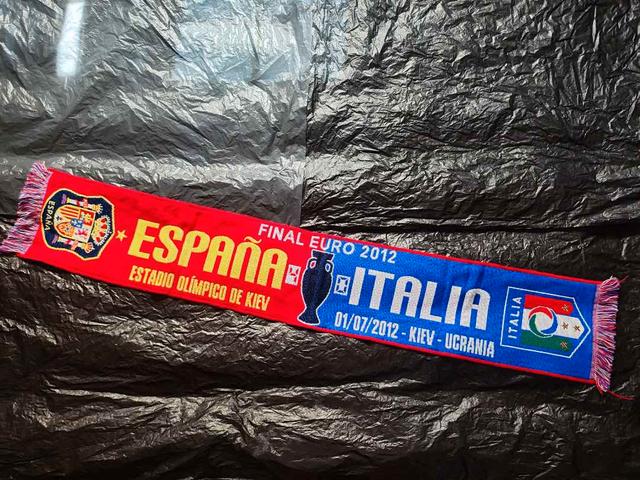 ESPAÑA
FINAL EURO 2012
ESPAÑA
ITALIA
ESTADIO OLÍMPICO DE KIEV
01/07/2012 - KIEV - UCRANIA
ITALIA